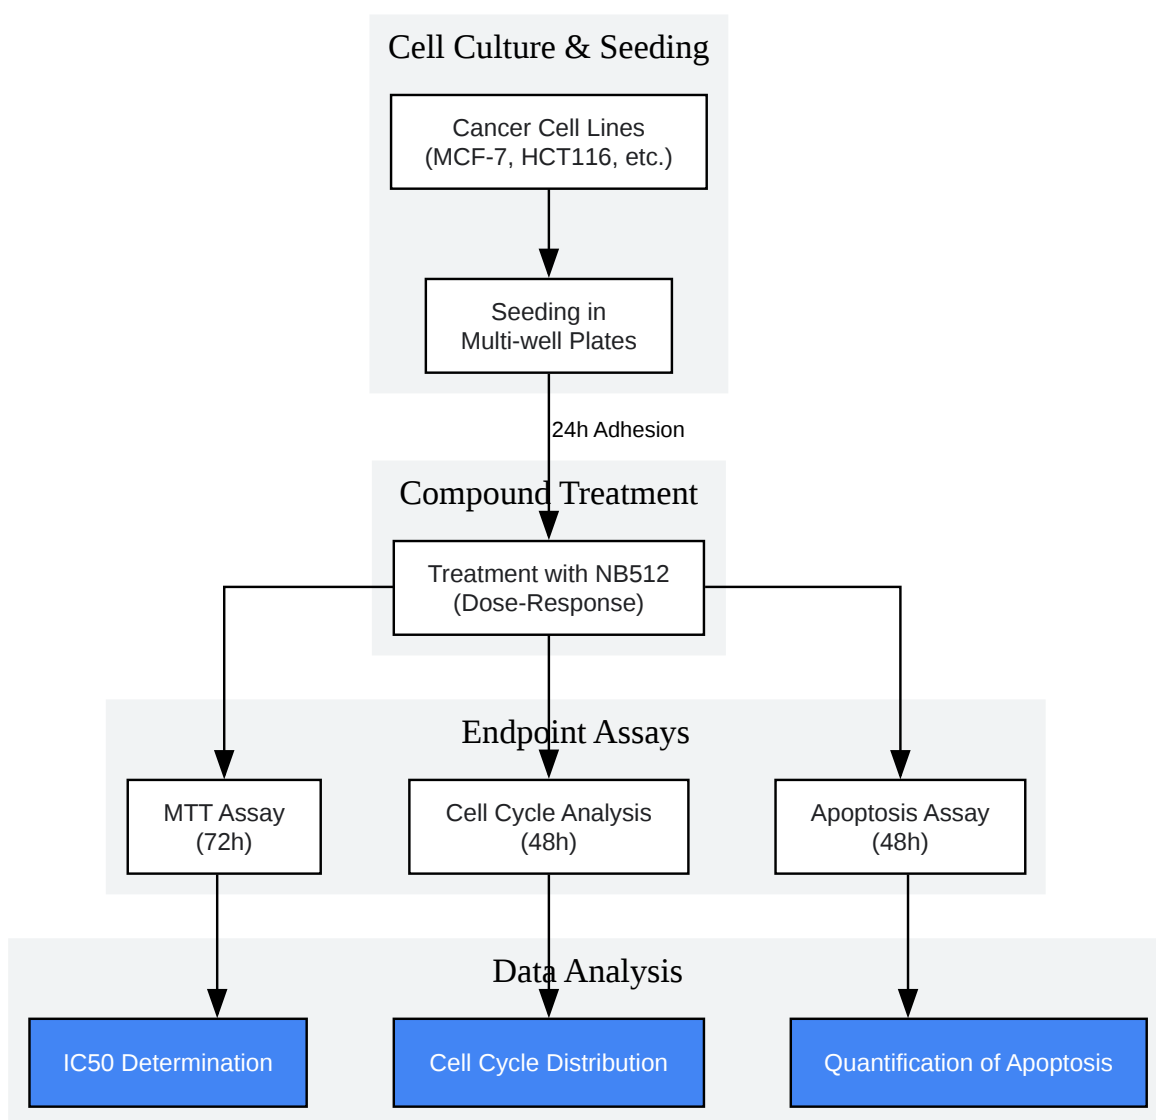 Cell Culture & Seeding
Cancer Cell Lines
(MCF-7, HCT116, etc.)
Seeding in
Multi-well Plates
24h Adhesion
Compound Treatment
Treatment with NB512
(Dose-Response)
Endpoint Assays
MTT Assay
(72h)
Cell Cycle Analysis
(48h)
Apoptosis Assay
(48h)
Data Analysis
IC50 Determination
Cell Cycle Distribution
Quantification of Apoptosis